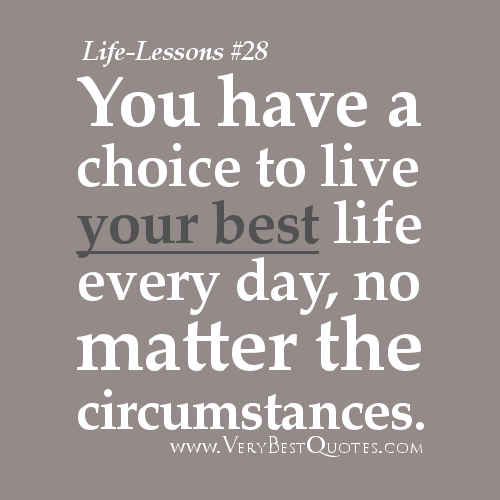 Life-Lessons #28
You have a
choice to live
your best life
every day, no
matter the
circumstances.
www.VeryBestQuotes.com